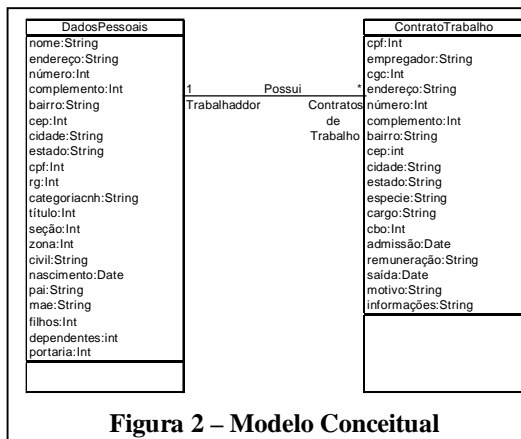 DadosPessoais
nome:String
endereço:String
número:Int
complemento:Int
bairro:String
cep:Int
cidade:String
estado:String
cpf:Int
rg:Int
categoriacnh:String
título:Int
seção:Int
zona:Int
civil:String
nascimento:Date
pai:String
mae:String
filhos:Int
dependentes:int
portaria:Int
1 Possui *
Trabalhaddor
Contratos
de
Trabalho
ContratoTrabalho
cpf:Int
empregador:String
cgc:Int
endereço:String
número:Int
complemento:Int
bairro:String
cep:int
cidade:String
estado:String
especie:String
cargo:String
cbo:Int
admissão:Date
remuneração:String
saída:Date
motivo:String
informações:String
Figura 2 – Modelo Conceitual